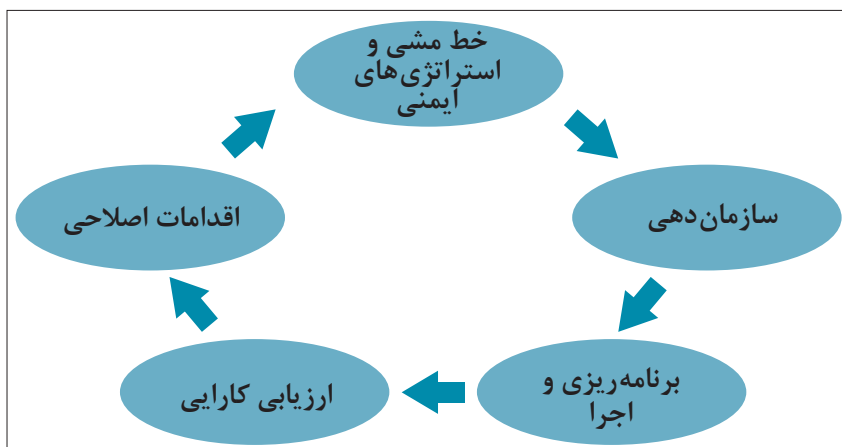 خط مشی و
استراتژی‌های
ایمنی
سازمان‌دهی
برنامه‌ریزی و
اجرا
ارزیابی کارایی
اقدامات اصلاحی